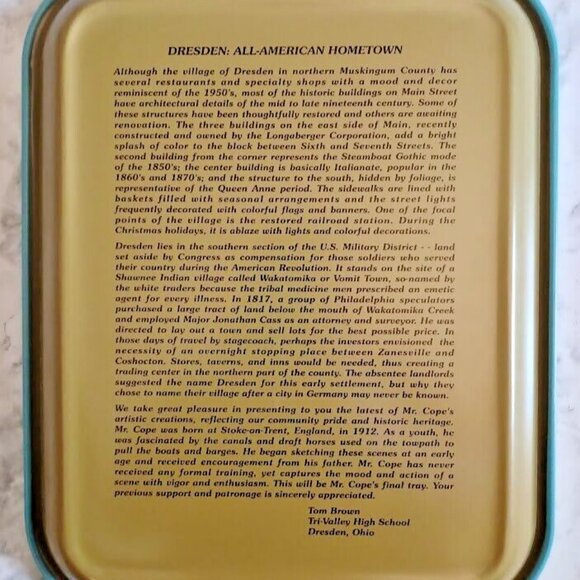 DRESDEN: ALL-AMERICAN HOMETOWN
Although the village of Dresden in northern Muskingum County has
several restaurants and specialty shops with a mood and decor
reminiscent of the 1950's, most of the historic buildings on Main Street
have architectural details of the mid to late nineteenth century. Some of
these structures have been thoughtfully restored and others are awaiting
renovation. The three buildings on the east side of Main, recently
constructed and owned by the Longaberger Corporation, add a bright
splash of color to the block between Sixth and Seventh Streets. The
second building from the corner represents the Steamboat Gothic mode
of the 1850's; the center building is basically Italianate, popular in the
1860's and 1870's; and the structure to the south, hidden by foliage, is
representative of the Queen Anne period. The sidewalks are lined with
baskets filled with seasonal arrangements and the street lights
frequently decorated with colorful flags and banners. One of the focal
points of the village is the restored railroad station. During the
Christmas holidays, it is ablaze with lights and colorful decorations.
Dresden lies in the southern section of the U.S. Military District - - land
set aside by Congress as compensation for those soldiers who served
their country during the American Revolution. It stands on the site of a
Shawnee Indian village called Wakatomika or Vomit Town, so-named by
the white traders because the tribal medicine men prescribed an emetic
agent for every illness. In 1817, a group of Philadelphia speculators
purchased a large tract of land below the mouth of Wakatomika Creek
and employed Major Jonathan Cass as an attorney and surveyor. He was
directed to lay out a town and sell lots for the best possible price. In
those days of travel by stagecoach, perhaps the investors envisioned the
necessity of an overnight stopping place between Zanesville and
Coshocton. Stores, taverns, and inns would be needed, thus creating a
trading center in the northern part of the county. The absentee landlords
suggested the name Dresden for this early settlement, but why they
chose to name their village after a city in Germany may never be known.
We take great pleasure in presenting to you the latest of Mr. Cope's
artistic creations, reflecting our community pride and historic heritage.
Mr. Cope was born at Stoke-on-Trent, England, in 1912. As a youth, he
was fascinated by the canals and draft horses used on the towpath to
pull the boats and barges. He began sketching these scenes at an early
age and received encouragement from his father. Mr. Cope has never
received any formal training, yet captures the mood and action of a
scene with vigor and enthusiasm. This will be Mr. Cope's final tray. Your
previous support and patronage is sincerely appreciated.
Tom Brown
Tri-Valley High School
Dresden, Ohio